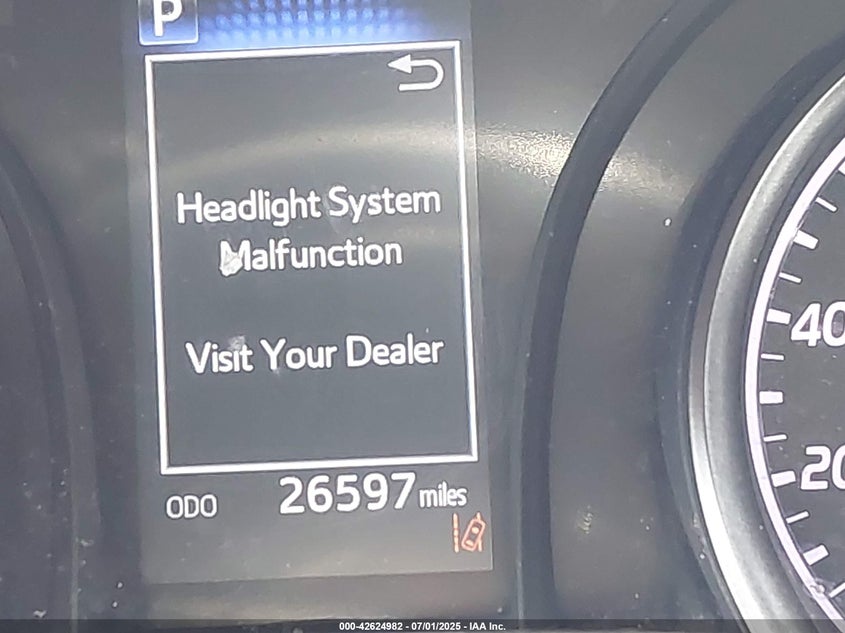 P
Headlight System
Malfunction
Visit Your Dealer
ODO 26597 miles
40
20
000-42624982 - 07/01/2025 - IAA Inc.